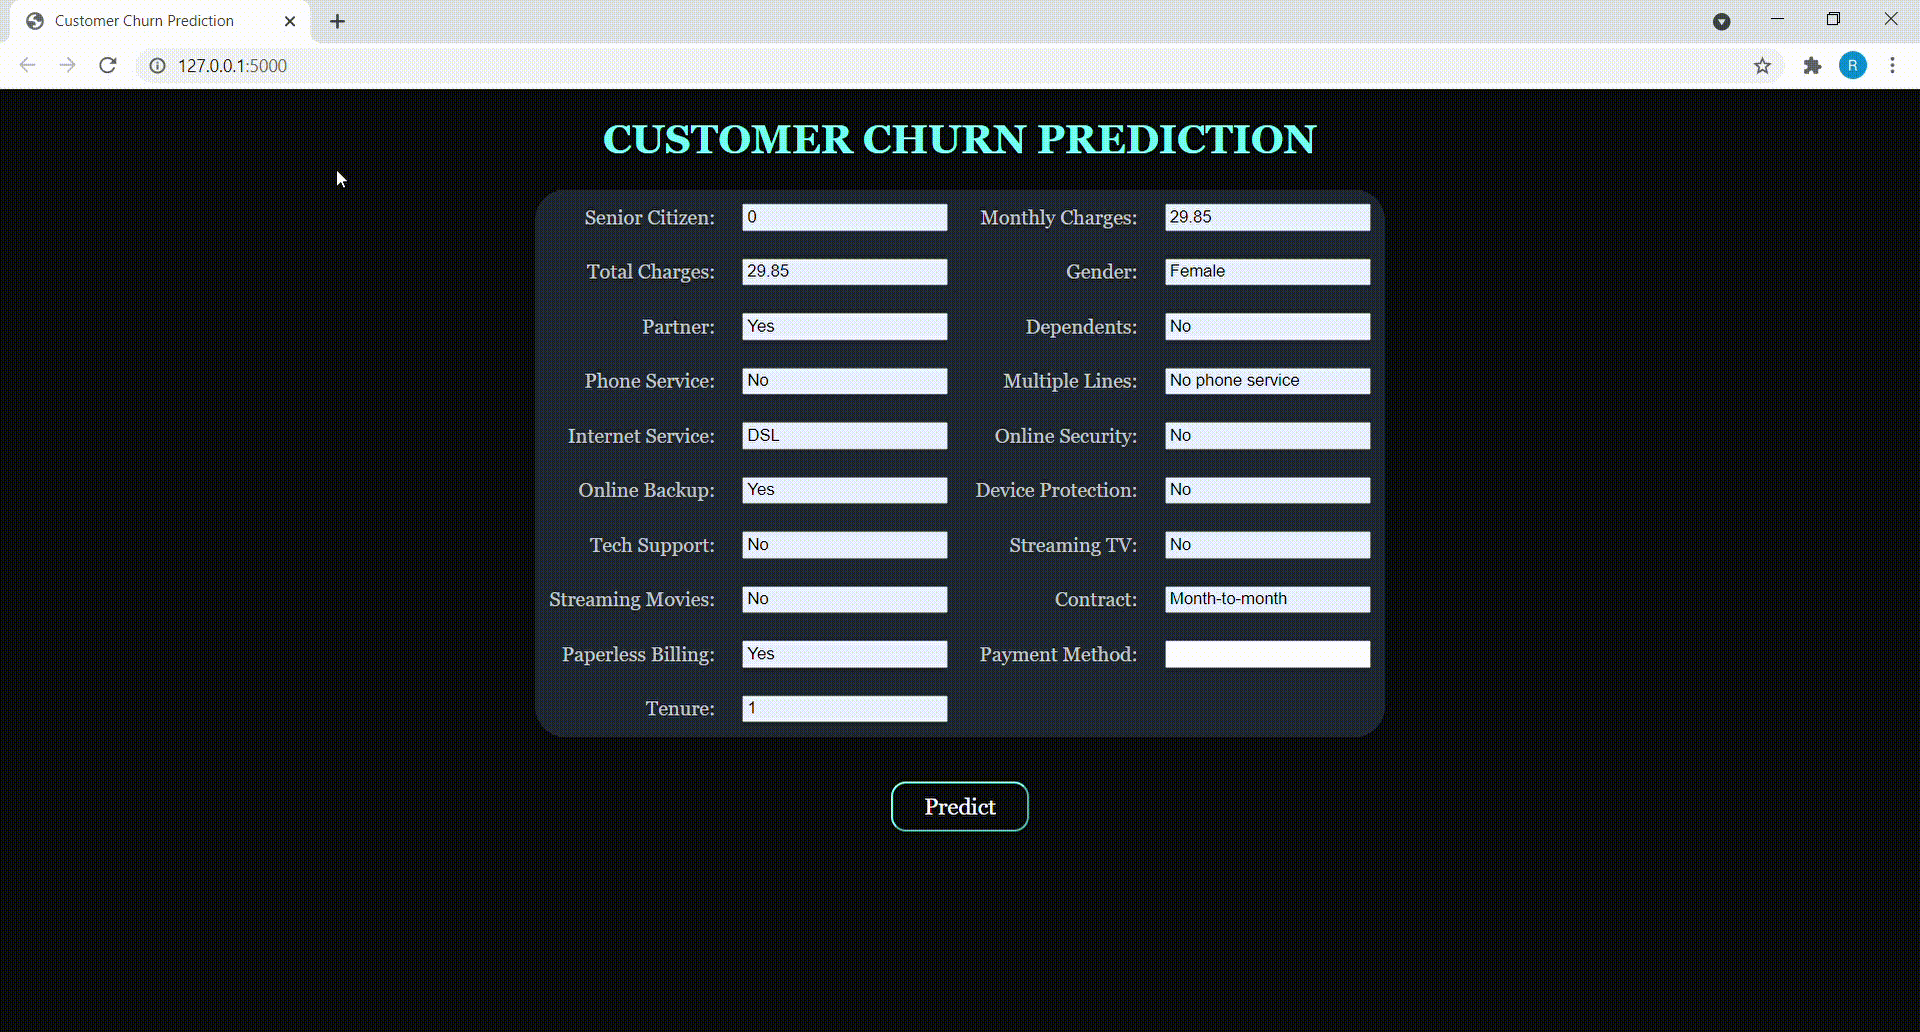 Customer Churn Prediction
127.0.0.1:5000
R
CUSTOMER CHURN PREDICTION
Senior Citizen: 0 Monthly Charges: 29.85
Total Charges: 29.85 Gender: Female
Partner: Yes Dependents: No
Phone Service: No Multiple Lines: No phone service
Internet Service: DSL Online Security: No
Online Backup: Yes Device Protection: No
Tech Support: No Streaming TV: No
Streaming Movies: No Contract: Month-to-month
Paperless Billing: Yes Payment Method:
Tenure: 1
Predict